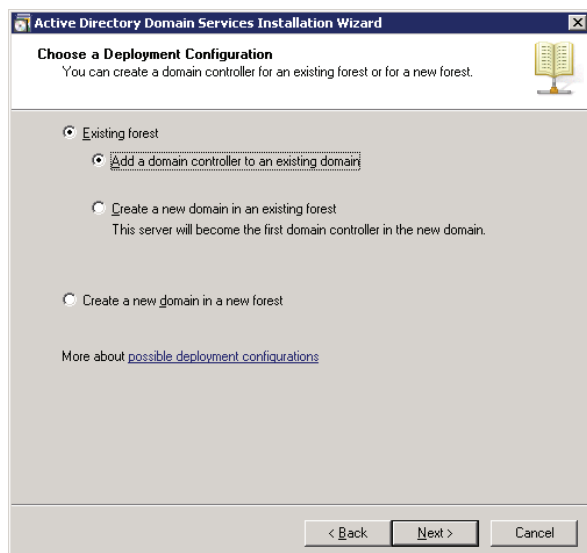 Active Directory Domain Services Installation Wizard
Choose a Deployment Configuration
You can create a domain controller for an existing forest or for a new forest.
Existing forest
Add a domain controller to an existing domain
Create a new domain in an existing forest
This server will become the first domain controller in the new domain.
Create a new domain in a new forest
More about possible deployment configurations
< Back Next > Cancel